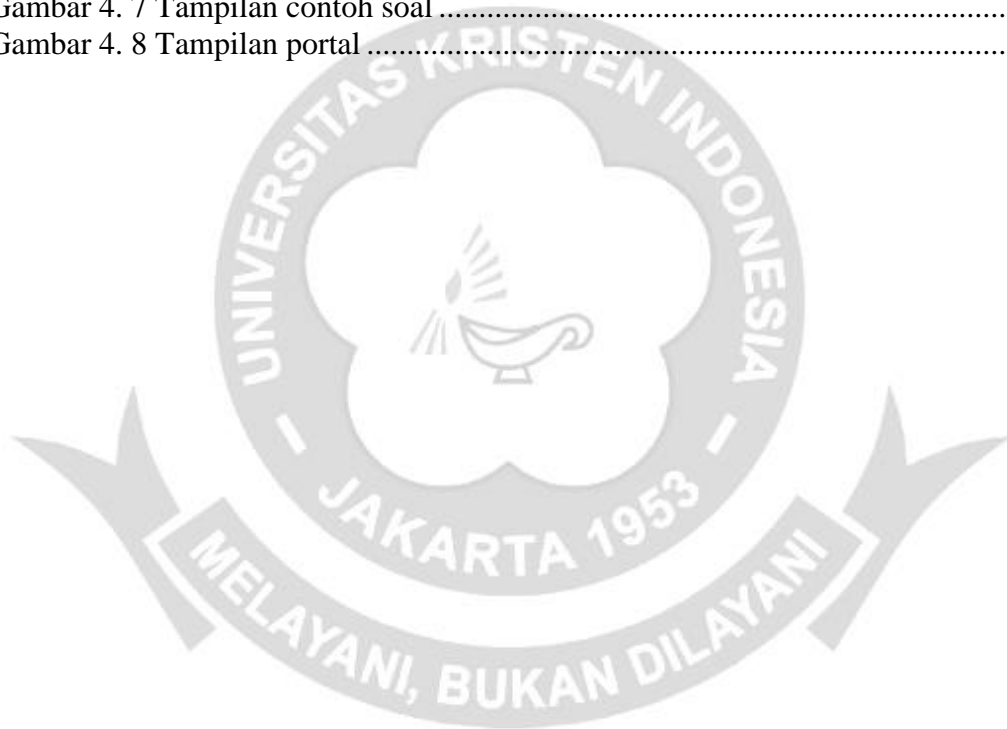 Gambar 4. 7 Tampilan contoh soal ....................................................................................
Gambar 4. 8 Tampilan portal ..............................................................................................
UNIVERSITAS KRISTEN INDONESIA
- JAKARTA 1953 -
MELAYANI, BUKAN DILAYANI